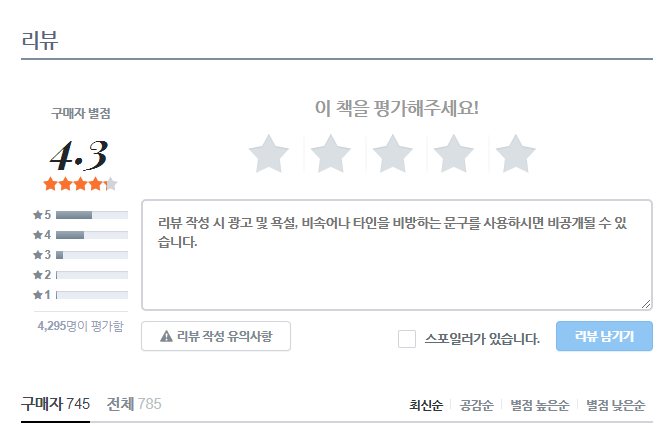 리뷰
구매자 별점
4.3
★5
★4
★3
★2
★1
4,295명이 평가함
이 책을 평가해주세요!
리뷰 작성 시 광고 및 욕설, 비속어나 타인을 비방하는 문구를 사용하시면 비공개될 수 있
습니다.
리뷰 작성 유의사항
스포일러가 있습니다.
리뷰 남기기
구매자 745 전체 785
최신순 공감순 별점 높은순 별점 낮은순